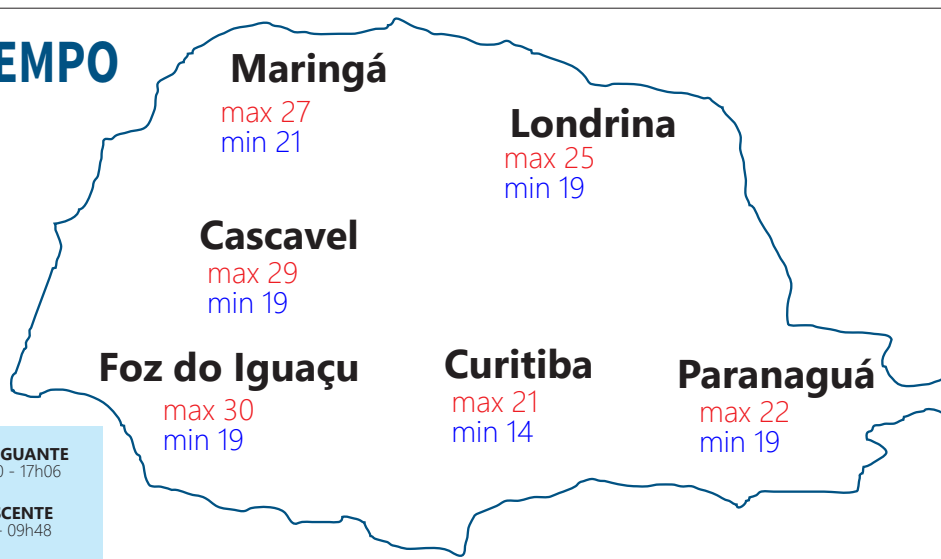 EMPO
Maringá
max 27
min 21
Londrina
max 25
min 19
Cascavel
max 29
min 19
Foz do Iguaçu
max 30
min 19
Curitiba
max 21
min 14
Paranaguá
max 22
min 19
GUANTE
- 17h06
SCENTE
- 09h48